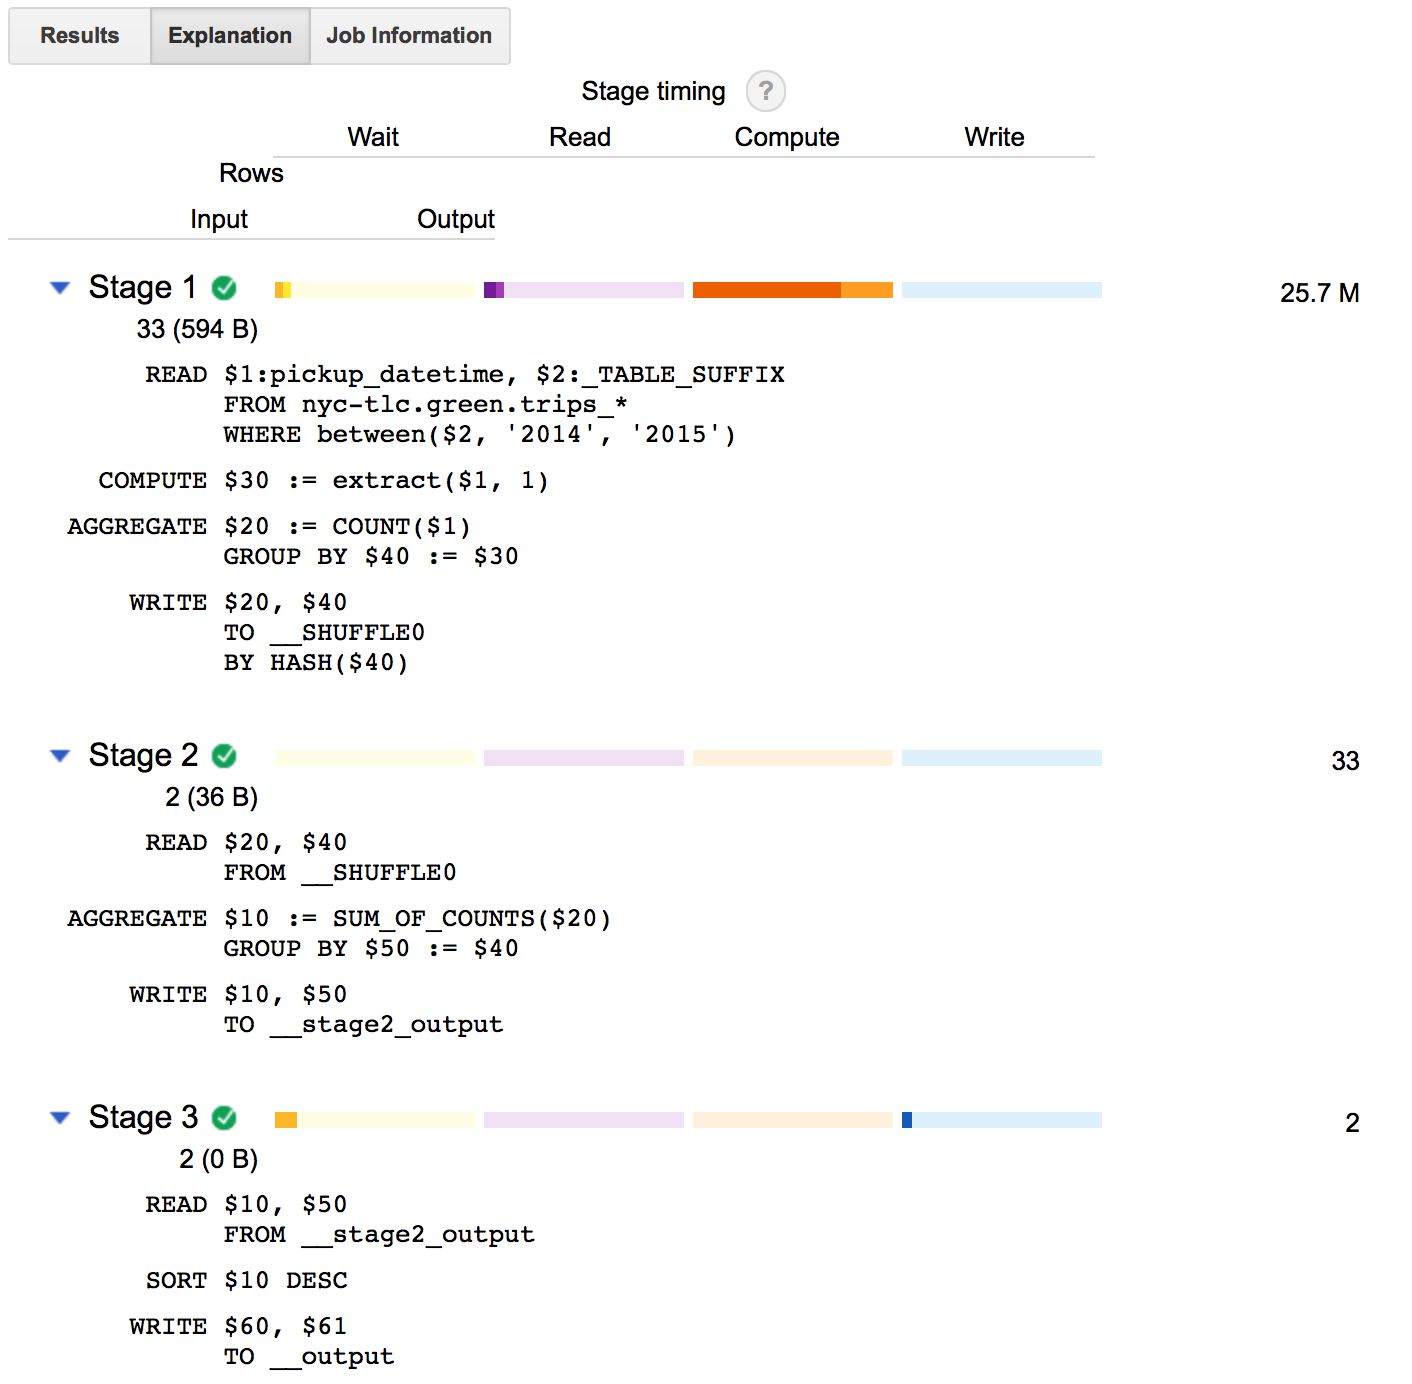 Results Explanation Job Information
Stage timing ?
Wait Read Compute Write
Rows
Input Output
Stage 1 25.7 M
33 (594 B)
READ $1:pickup_datetime, $2:_TABLE_SUFFIX
FROM nyc-tlc.green.trips_*
WHERE between($2, '2014', '2015')
COMPUTE $30 := extract($1, 1)
AGGREGATE $20 := COUNT($1)
GROUP BY $40 := $30
WRITE $20, $40
TO __SHUFFLE0
BY HASH($40)
Stage 2 33
2 (36 B)
READ $20, $40
FROM __SHUFFLE0
AGGREGATE $10 := SUM_OF_COUNTS($20)
GROUP BY $50 := $40
WRITE $10, $50
TO __stage2_output
Stage 3 2
2 (0 B)
READ $10, $50
FROM __stage2_output
SORT $10 DESC
WRITE $60, $61
TO __output